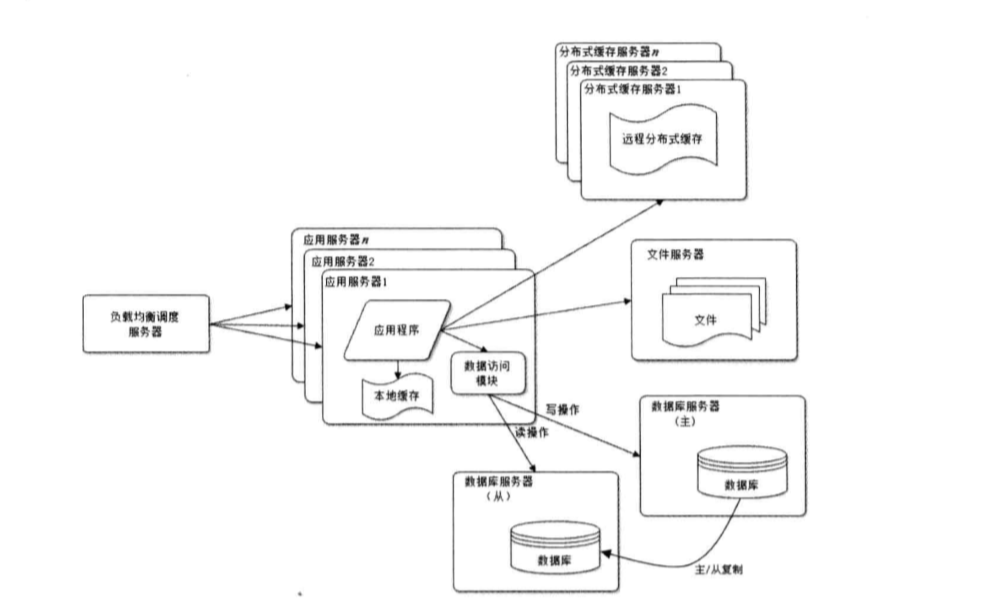 分布式缓存服务器n
分布式缓存服务器2
分布式缓存服务器1
远程分布式缓存
应用服务器n
应用服务器2
应用服务器1
文件服务器
负载均衡调度
服务器
应用程序
文件
数据访问
模块
本地缓存
写操作
读操作
数据库服务器
（主）
数据库
数据库服务器
（从）
数据库
主/从复制